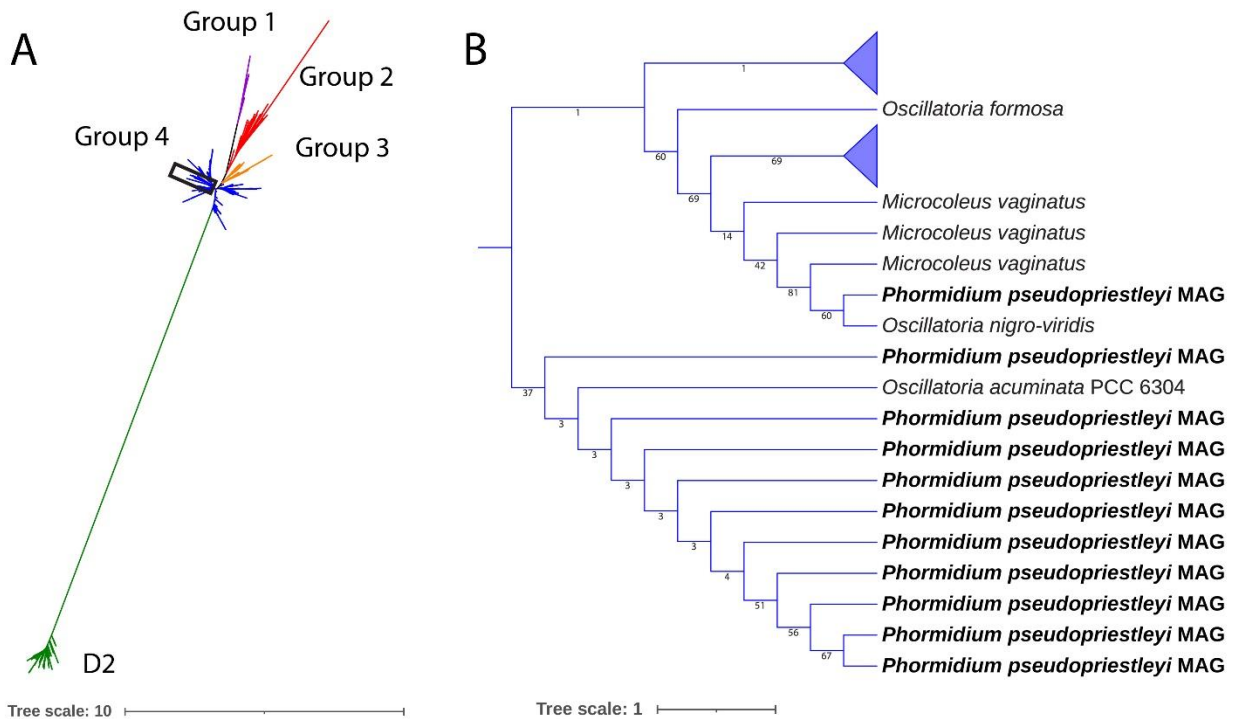 A
Group 1
Group 2
Group 3
Group 4
D2
Tree scale: 10
B
1
1
Oscillatoria formosa
60
69
69
Microcoleus vaginatus
14
Microcoleus vaginatus
42
Microcoleus vaginatus
81
Phormidium pseudopriestleyi MAG
60
Oscillatoria nigro-viridis
Phormidium pseudopriestleyi MAG
37
Oscillatoria acuminata PCC 6304
3
Phormidium pseudopriestleyi MAG
3
Phormidium pseudopriestleyi MAG
3
Phormidium pseudopriestleyi MAG
3
Phormidium pseudopriestleyi MAG
4
Phormidium pseudopriestleyi MAG
51
Phormidium pseudopriestleyi MAG
56
Phormidium pseudopriestleyi MAG
67
Phormidium pseudopriestleyi MAG
Phormidium pseudopriestleyi MAG
Tree scale: 1